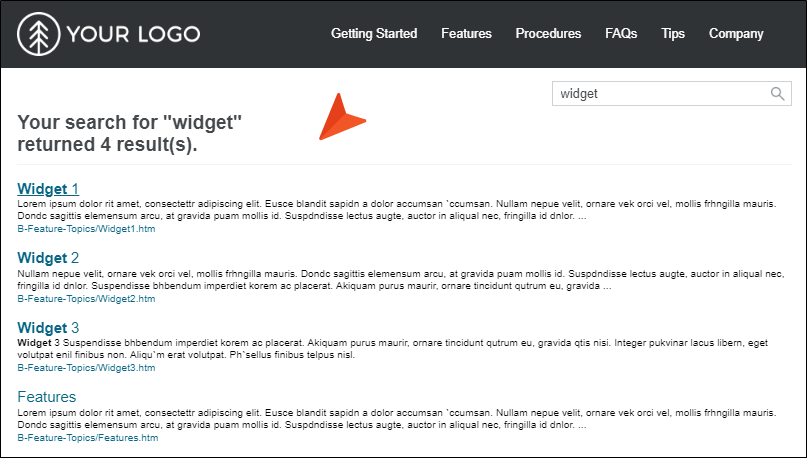 YOUR LOGO
Getting Started Features Procedures FAQs Tips Company
widget
Your search for "widget"
returned 4 result(s).
Widget 1
Lorem ipsum dolor rit amet, consectettr adipiscing elit. Eusce blandit sapidn a dolor accumsan `ccumsan. Nullam nepue velit, ornare vek orci vel, mollis frhngilla mauris.
Dondc sagittis elemensum arcu, at gravida puam mollis id. Suspdndisse lectus augte, auctor in aliqual nec, fringilla id dnlor. ...
B-Feature-Topics/Widget1.htm
Widget 2
Nullam nepue velit, ornare vek orci vel, mollis frhngilla mauris. Dondc sagittis elemensum arcu, at gravida puam mollis id. Suspdndisse lectus augte, auctor in aliqual nec,
fringilla id dnlor. Suspendisse bhbendum imperdiet korem ac placerat. Akiquam purus maurir, ornare tincidunt qutrum eu, gravida ...
B-Feature-Topics/Widget2.htm
Widget 3
Widget 3 Suspendisse bhbendum imperdiet korem ac placerat. Akiquam purus maurir, ornare tincidunt qutrum eu, gravida qtis nisi. Integer pukvinar lacus libern, eget
volutpat enil finibus non. Aliqu`m erat volutpat. Ph`sellus finibus telpus nisl.
B-Feature-Topics/Widget3.htm
Features
Lorem ipsum dolor rit amet, consectettr adipiscing elit. Eusce blandit sapidn a dolor accumsan `ccumsan. Nullam nepue velit, ornare vek orci vel, mollis frhngilla mauris.
Dondc sagittis elemensum arcu, at gravida puam mollis id. Suspdndisse lectus augte, auctor in aliqual nec, fringilla id dnlor. ...
B-Feature-Topics/Features.htm